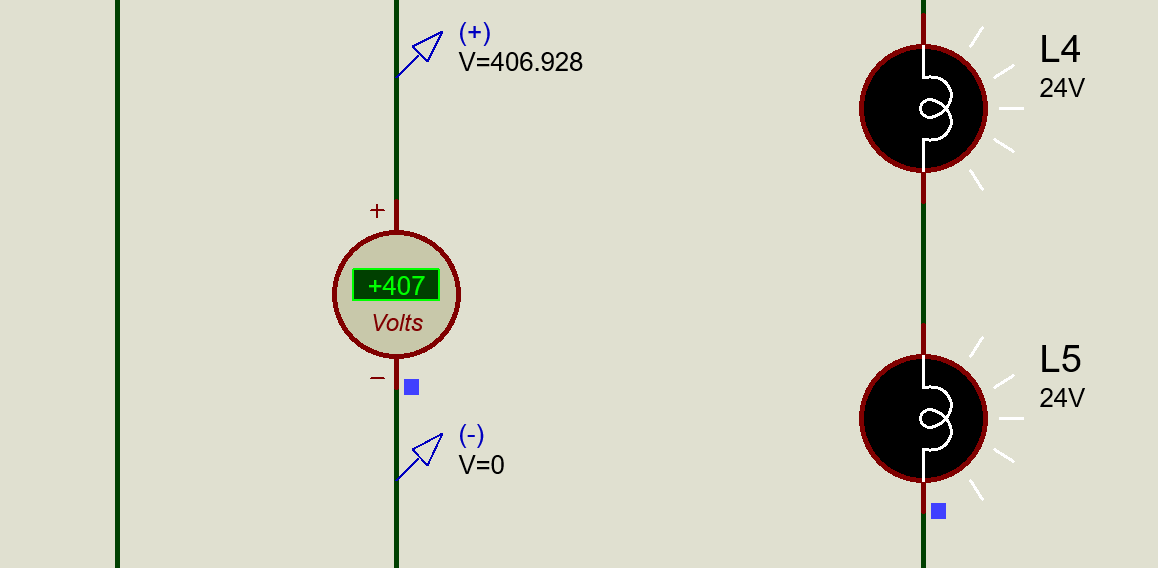 (+)
V=406.928
L4
24V
+
+407
Volts
−
(-)
V=0
L5
24V